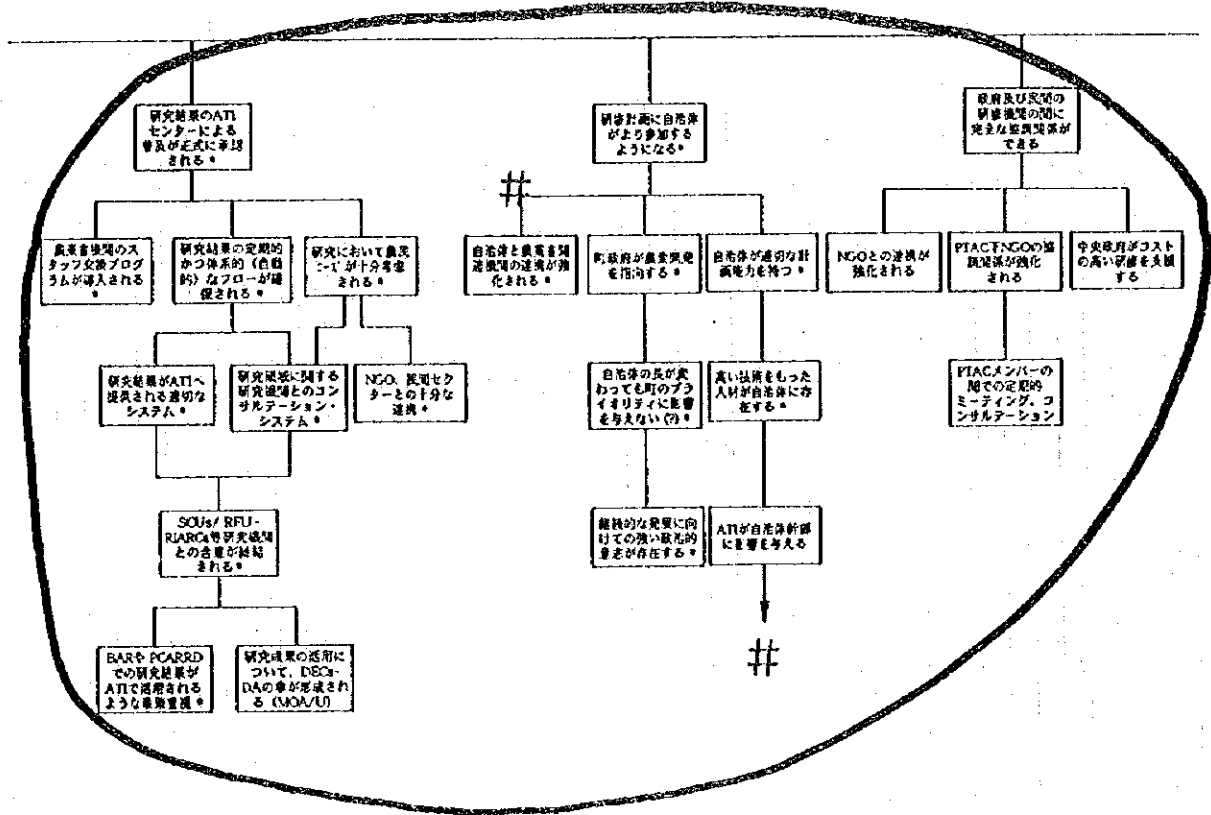 研究結果のATI
センターによる
普及が正式に承認
される *
研修計画に自治体
がより参加する
ようになる *
政府及び民間の
研修機関の間に
完全な協調関係が
できる
#
農業省機関のス
タッフ交換プログ
ラムが導入される
*
研究結果の定期的
かつ体系的(自動
的)なフローが確
保される *
研究において農民
ニーズが十分考慮
される *
自治体と農業省関
連機関の連携が強
化される *
町政府が農業開発
を指向する *
自治体が適切な計
画能力を持つ *
NGOとの連携が
強化される
PTAC下NGOの協
調関係が強化
される
中央政府がコスト
の高い研修を支援
する
研究結果がATIへ
提供される適切な
システム *
研究領域に関する
研究機関とのコン
サルテーション・
システム *
NGO、民間セク
ターとの十分な
連携 *
自治体の長が変
わっても町のプラ
イオリティに影響
を与えない (?) *
高い技術をもった
人材が自治体に存
在する *
PTACメンバーの
間での定期的
ミーティング、コ
ンサルテーション
SCUs/ RFU -
RIARCs等研究機関
との合意が締結
される *
継続的な発展に向
けての強い政治的
意志が存在する *
ATIが自治体幹部
に影響を与える
#
BARや PCARRD
での研究結果が
ATIで活用される
ような
研究成果の活用に
ついて、DECs-
DAの
される (MOA/U)